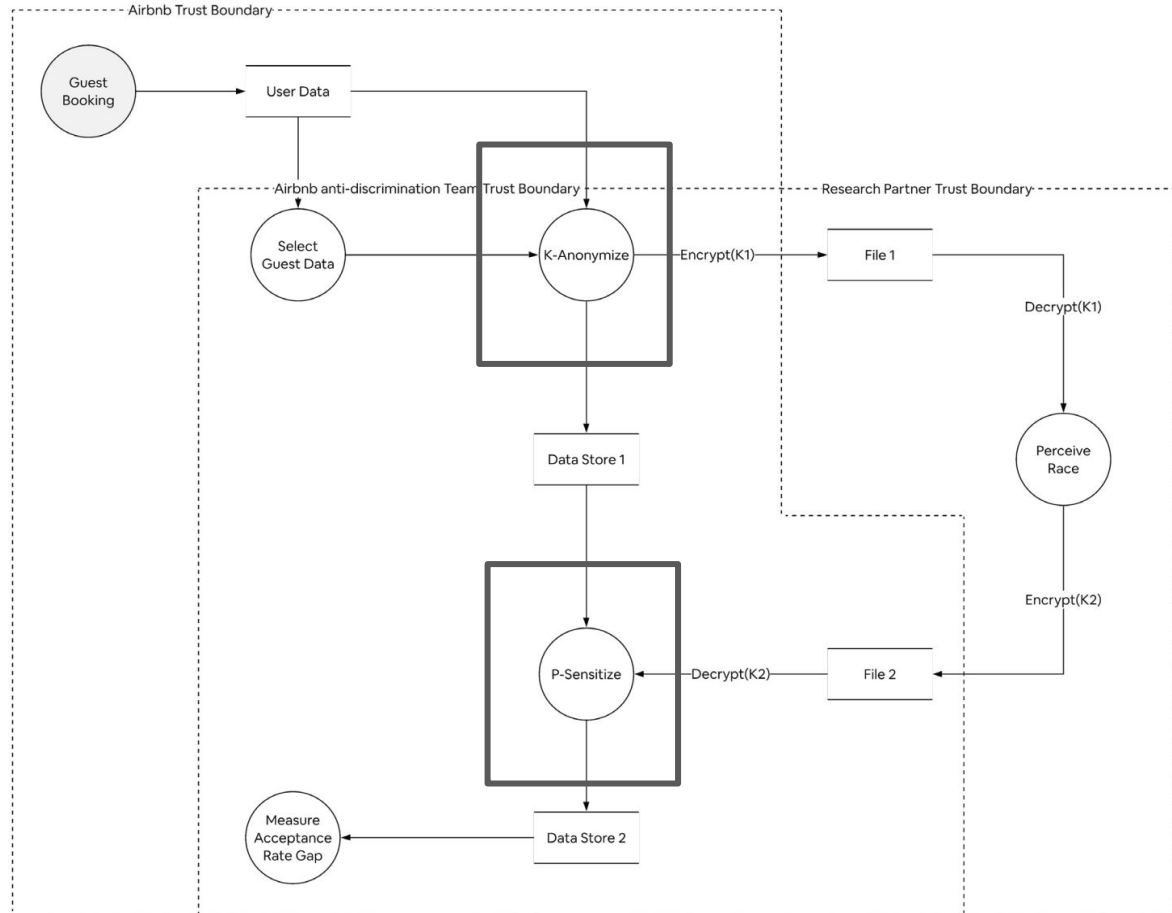 Airbnb Trust Boundary
Guest
Booking
User Data
Airbnb anti-discrimination Team Trust Boundary
Research Partner Trust Boundary
Select
Guest Data
K-Anonymize
Encrypt(K1)
File 1
Decrypt(K1)
Data Store 1
Perceive
Race
Encrypt(K2)
P-Sensitize
Decrypt(K2)
File 2
Measure
Acceptance
Rate Gap
Data Store 2